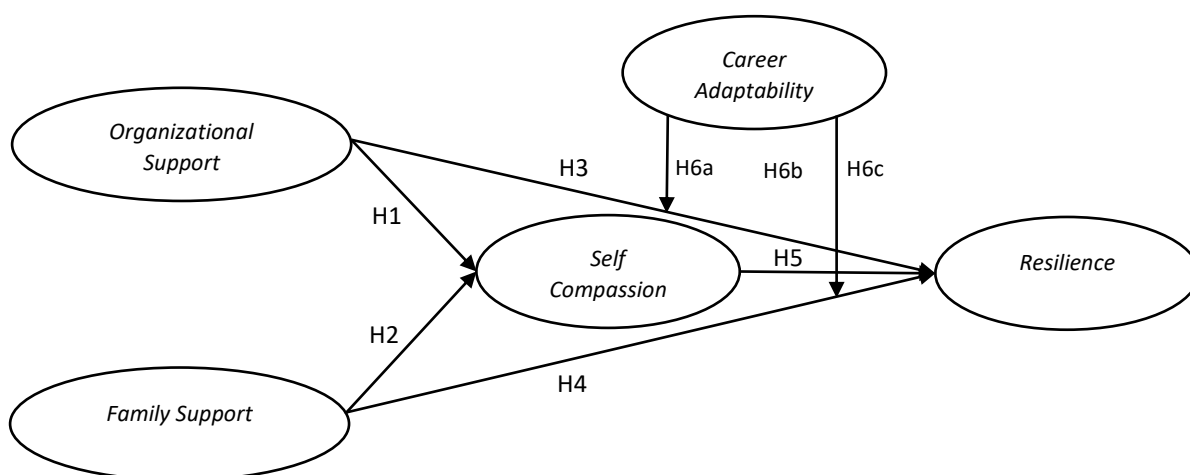 Career
Adaptability
Organizational
Support
H3
H6a
H6b
H6c
H1
Self
Compassion
H5
Resilience
H2
H4
Family Support